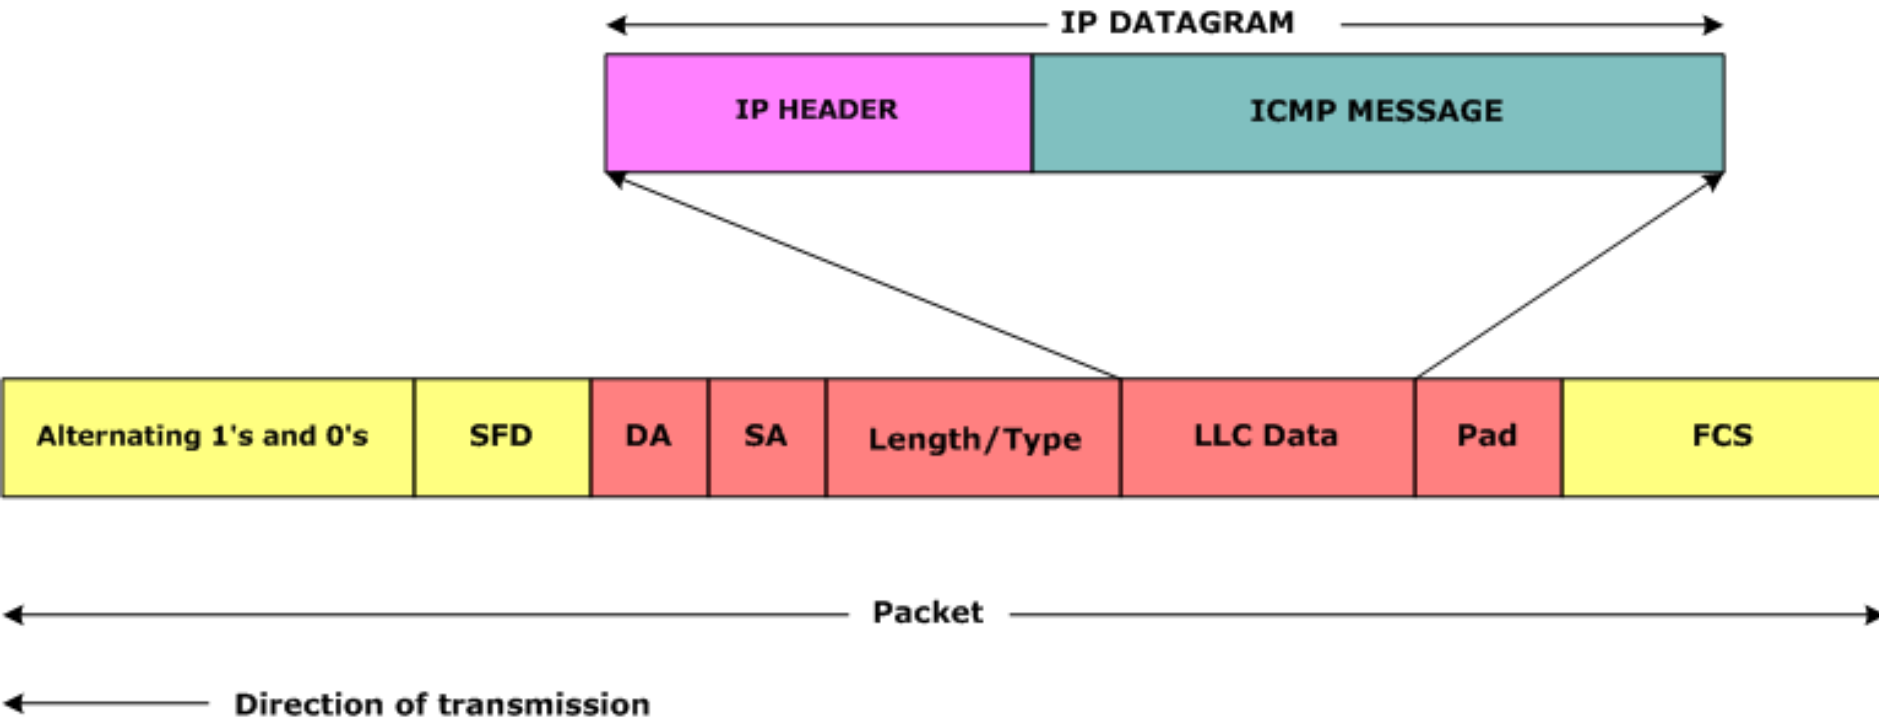 IP DATAGRAM
IP HEADER
ICMP MESSAGE
Alternating 1's and 0's
SFD
DA
SA
Length/Type
LLC Data
Pad
FCS
Packet
Direction of transmission